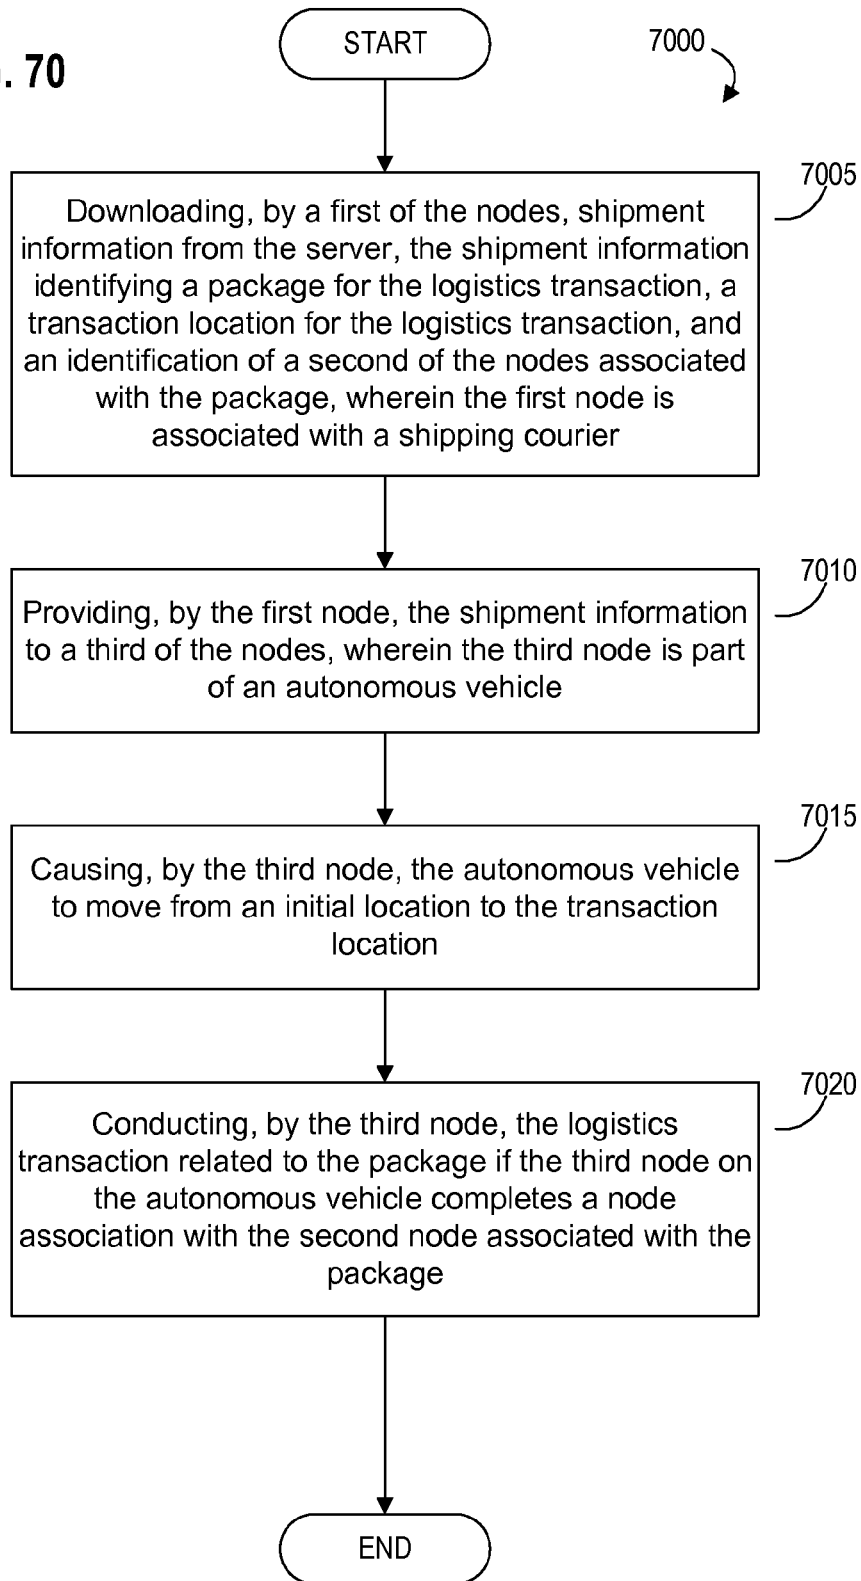 START
7000
. 70
7005
Downloading, by a first of the nodes, shipment
information from the server, the shipment information
identifying a package for the logistics transaction, a
transaction location for the logistics transaction, and
an identification of a second of the nodes associated
with the package, wherein the first node is
associated with a shipping courier
7010
Providing, by the first node, the shipment information
to a third of the nodes, wherein the third node is part
of an autonomous vehicle
7015
Causing, by the third node, the autonomous vehicle
to move from an initial location to the transaction
location
7020
Conducting, by the third node, the logistics
transaction related to the package if the third node on
the autonomous vehicle completes a node
association with the second node associated with the
package
END